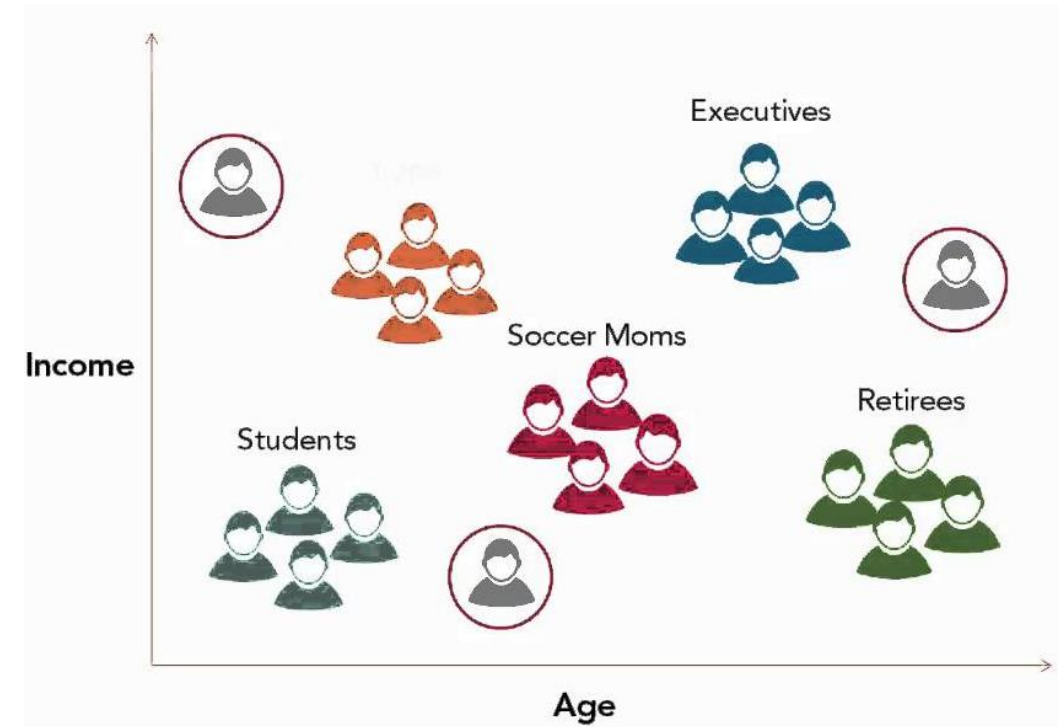 Executives
Soccer Moms
Income
Retirees
Students
Age